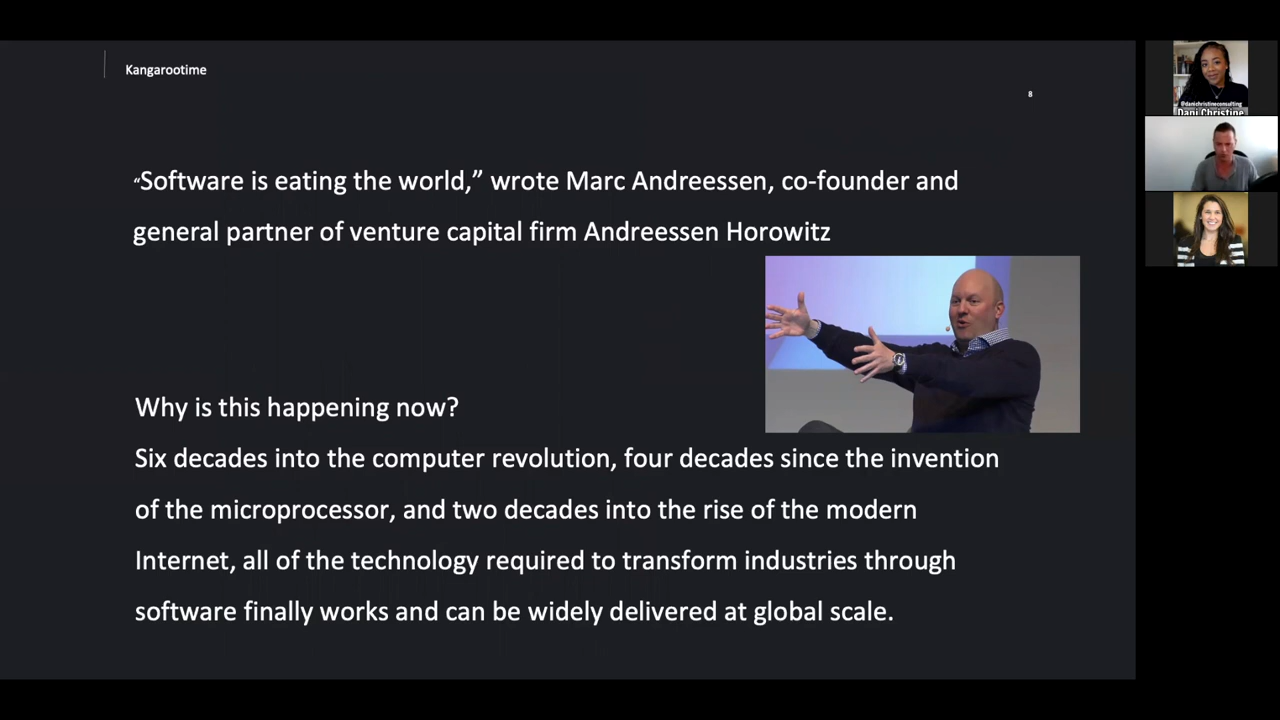 Kangarootime
8
“Software is eating the world,” wrote Marc Andreessen, co-founder and
general partner of venture capital firm Andreessen Horowitz
Why is this happening now?
Six decades into the computer revolution, four decades since the invention
of the microprocessor, and two decades into the rise of the modern
Internet, all of the technology required to transform industries through
software finally works and can be widely delivered at global scale.
@danichristineconsulting
Dani Christine